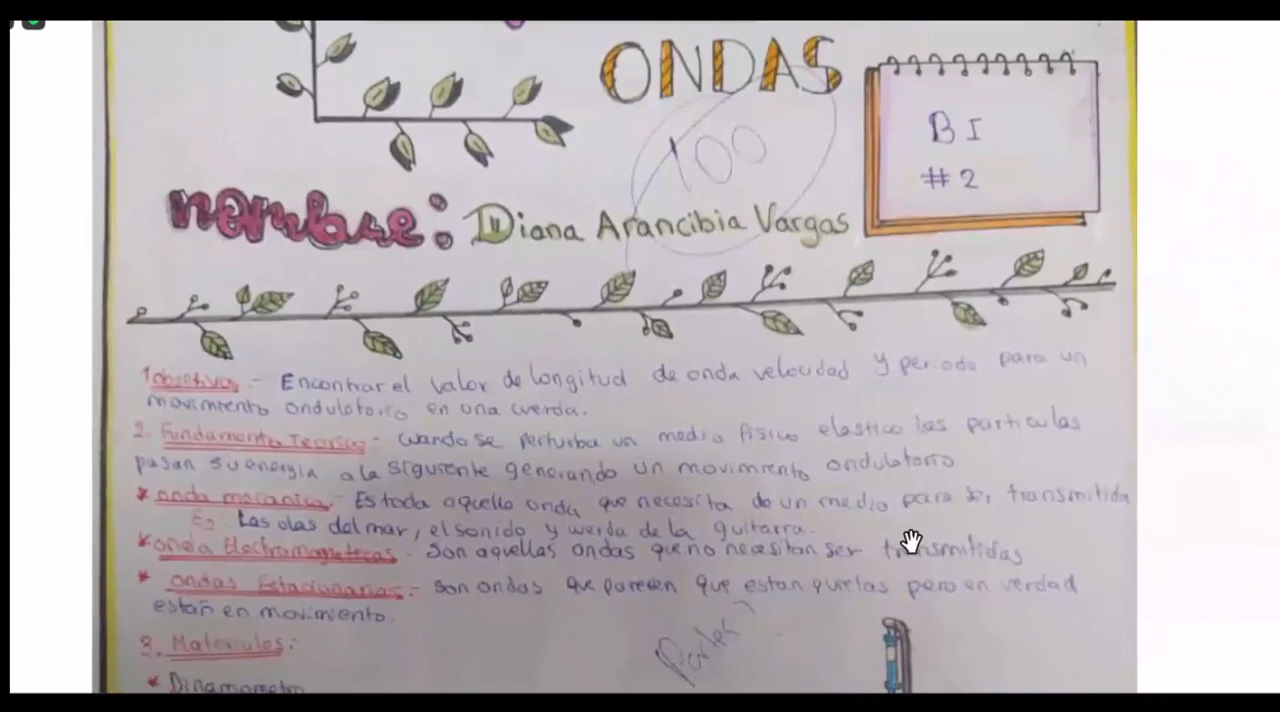 ONDAS
100
BI
#2
nombre: Diana Arancibia Vargas
1 objetivo.- Encontrar el valor de longitud de onda velocidad y periodo para un
movimiento ondulatorio en una cuerda.
2. Fundamento Teorico- cuando se perturba un medio fisico elastico las particulas
pasan su energia a la siguiente generando un movimiento ondulatorio
* onda mecanica.- Es toda aquella onda que necesita de un medio para ser transmitida
Ej. Las olas del mar, el sonido y cuerda de la guitarra.
* onda Electromagneticas- Son aquellas ondas que no necesitan ser transmitidas
* ondas Estacionarias:- son ondas que parecen que estan quietas pero en verdad
estan en movimiento.
3. Materiales:-
* Dinamometro